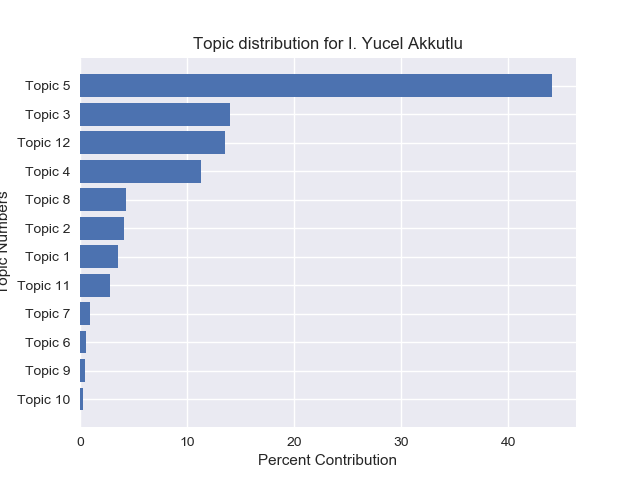 Topic distribution for I. Yucel Akkutlu
Topic 5
Topic 3
Topic 12
Topic 4
Topic 8
Topic 2
Topic 1
Topic 11
Topic 7
Topic 6
Topic 9
Topic 10
Topic Numbers
0 10 20 30 40
Percent Contribution